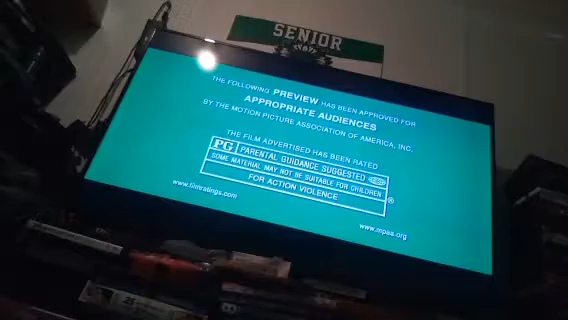 SENIOR
THE FOLLOWING PREVIEW HAS BEEN APPROVED FOR
APPROPRIATE AUDIENCES
BY THE MOTION PICTURE ASSOCIATION OF AMERICA, INC.
THE FILM ADVERTISED HAS BEEN RATED
PG PARENTAL GUIDANCE SUGGESTED
SOME MATERIAL MAY NOT BE SUITABLE FOR CHILDREN
FOR ACTION VIOLENCE
®
www.filmratings.com
www.mpaa.org
25